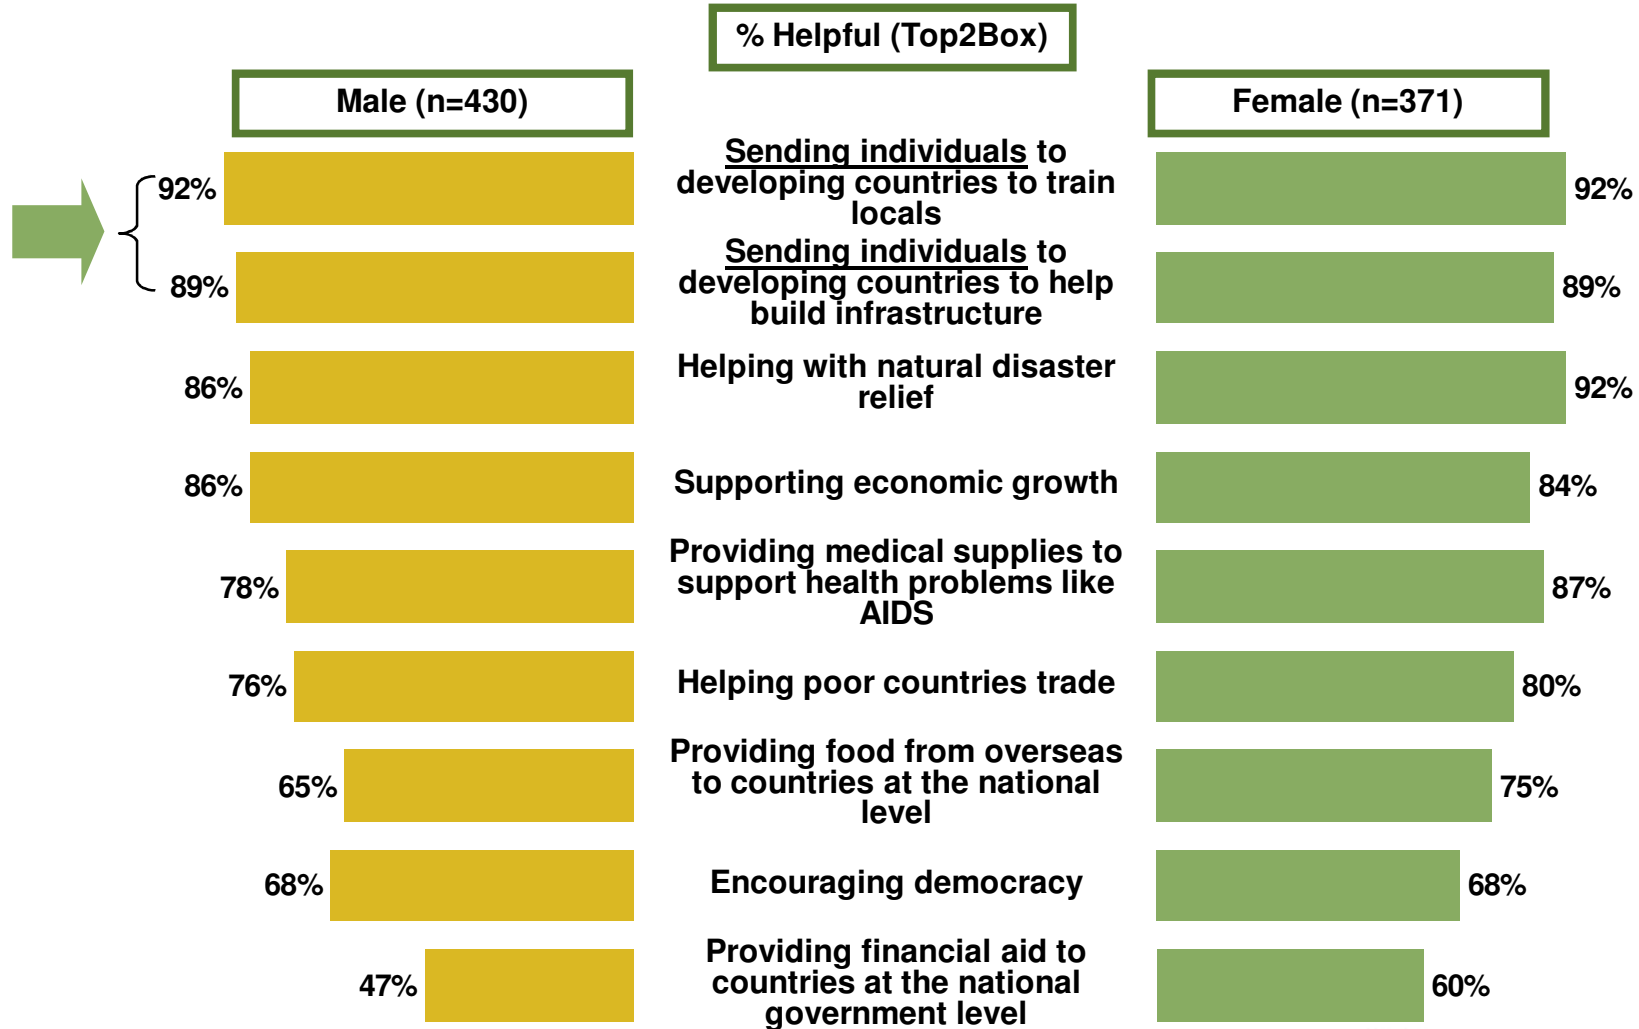 % Helpful (Top2Box)
Male (n=430)
Female (n=371)
92%
Sending individuals to
developing countries to train
locals
92%
89%
Sending individuals to
developing countries to help
build infrastructure
89%
86%
Helping with natural disaster
relief
92%
86%
Supporting economic growth
84%
78%
Providing medical supplies to
support health problems like
AIDS
87%
76%
Helping poor countries trade
80%
65%
Providing food from overseas
to countries at the national
level
75%
68%
Encouraging democracy
68%
47%
Providing financial aid to
countries at the national
government level
60%